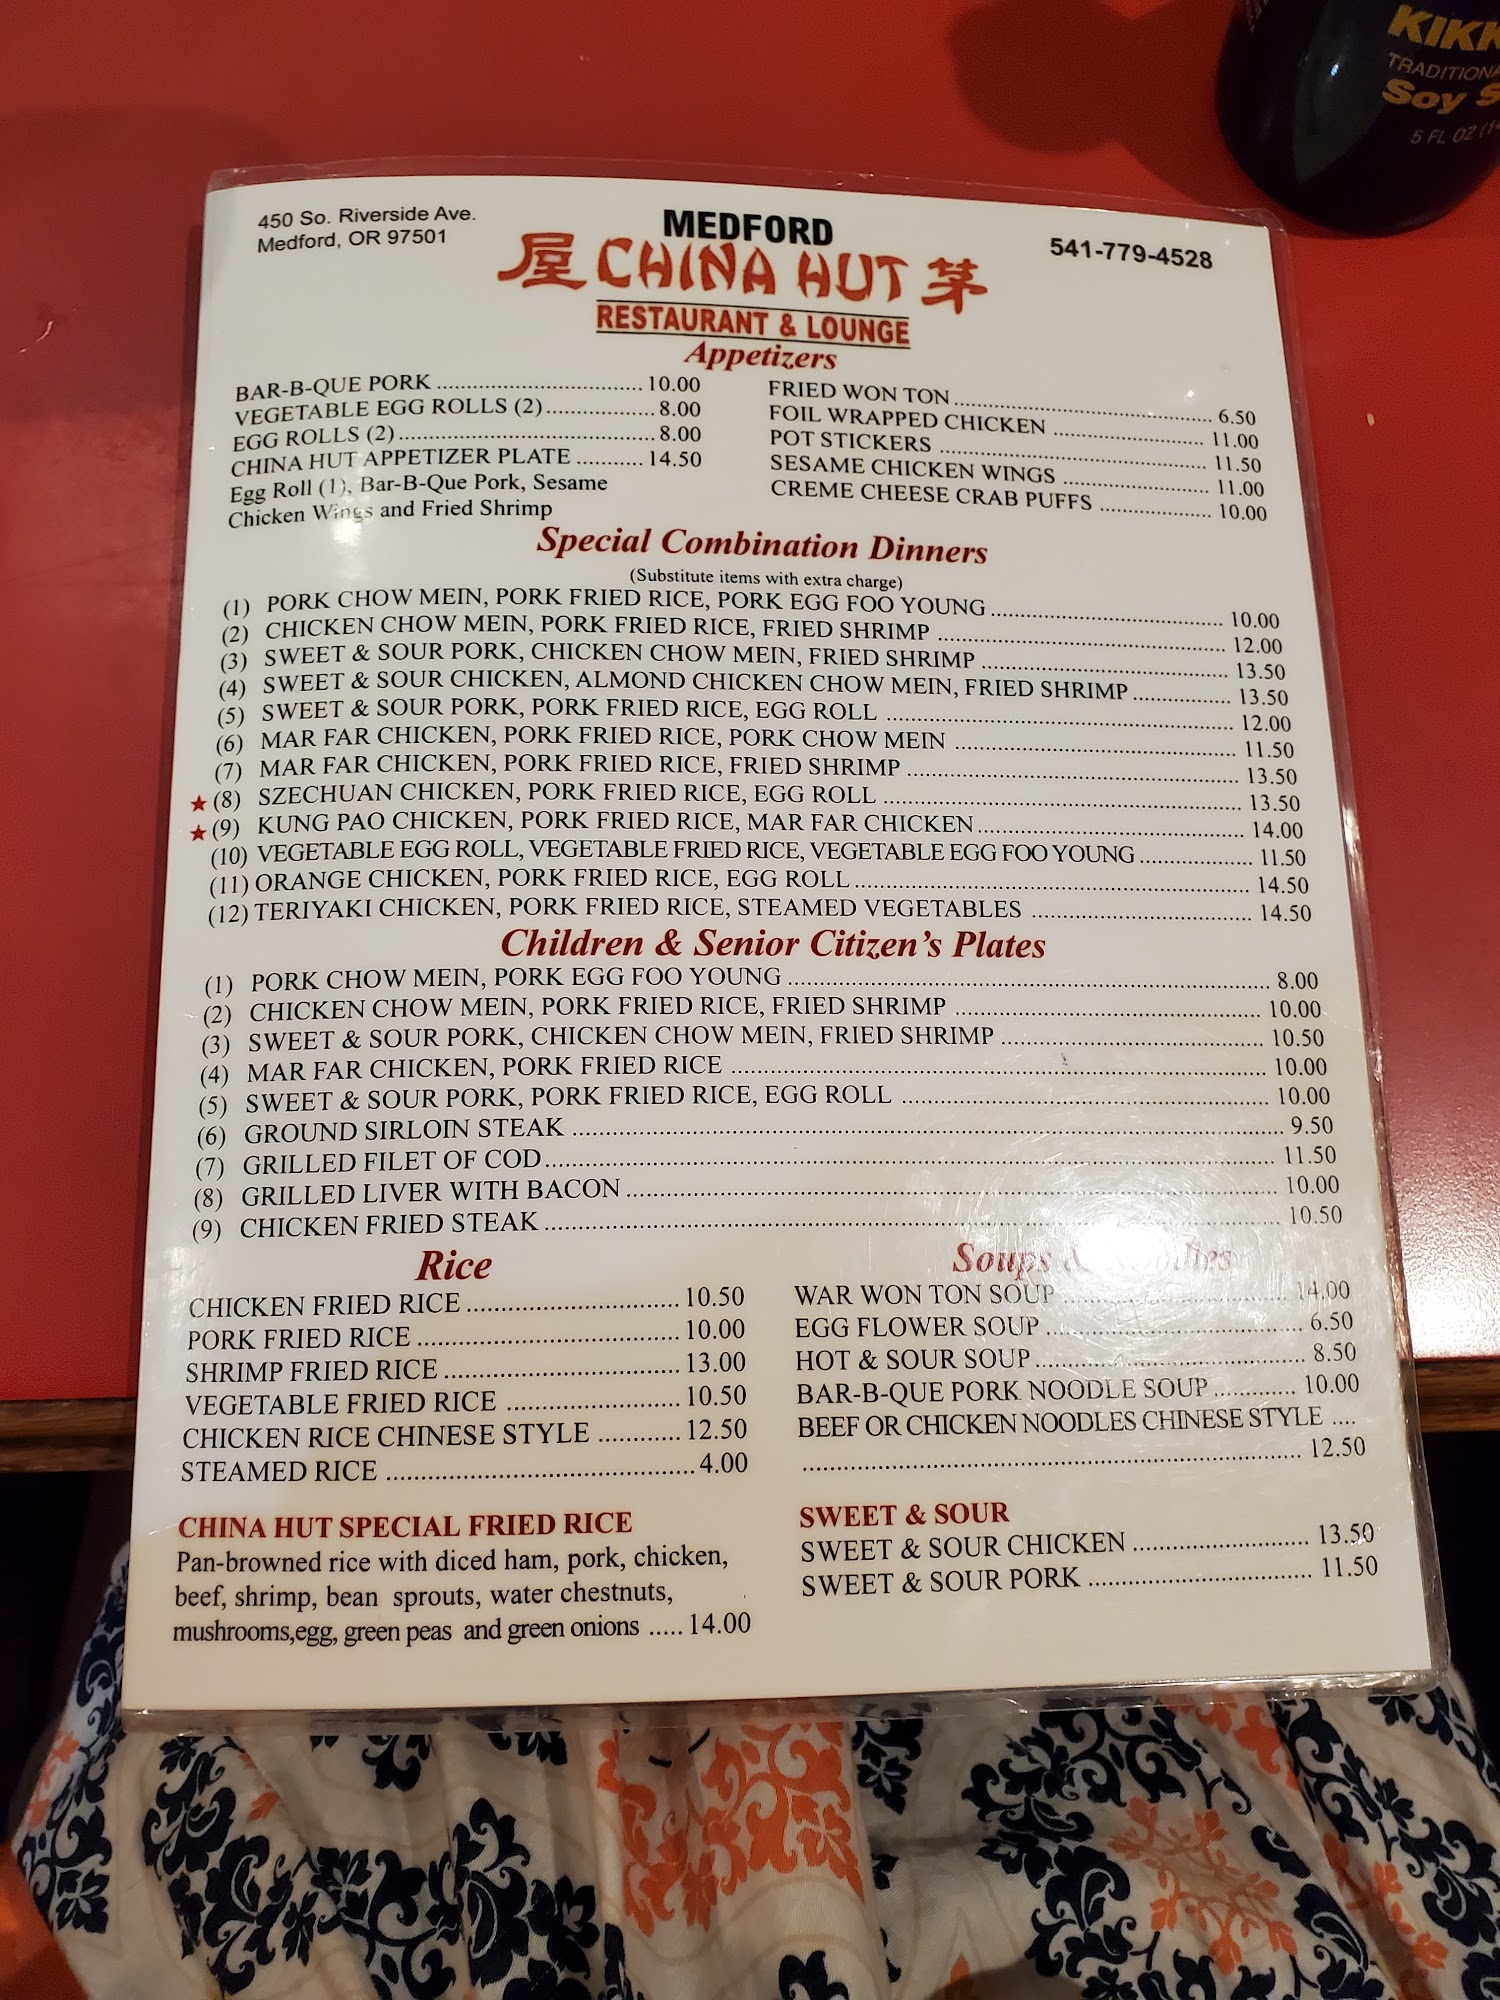 KIKK
TRADITIONA
Soy S
5 FL OZ
450 So. Riverside Ave.
Medford, OR 97501
541-779-4528
MEDFORD
屋 CHINA HUT 茅
RESTAURANT & LOUNGE
Appetizers
BAR-B-QUE PORK 10.00
VEGETABLE EGG ROLLS (2) 8.00
EGG ROLLS (2) 8.00
CHINA HUT APPETIZER PLATE 14.50
Egg Roll (1), Bar-B-Que Pork, Sesame
Chicken Wings and Fried Shrimp
FRIED WON TON 6.50
FOIL WRAPPED CHICKEN 11.00
POT STICKERS 11.50
SESAME CHICKEN WINGS 11.00
CREME CHEESE CRAB PUFFS 10.00
Special Combination Dinners
(Substitute items with extra charge)
(1) PORK CHOW MEIN, PORK FRIED RICE, PORK EGG FOO YOUNG 10.00
(2) CHICKEN CHOW MEIN, PORK FRIED RICE, FRIED SHRIMP 12.00
(3) SWEET & SOUR PORK, CHICKEN CHOW MEIN, FRIED SHRIMP 13.50
(4) SWEET & SOUR CHICKEN, ALMOND CHICKEN CHOW MEIN, FRIED SHRIMP 13.50
(5) SWEET & SOUR PORK, PORK FRIED RICE, EGG ROLL 12.00
(6) MAR FAR CHICKEN, PORK FRIED RICE, PORK CHOW MEIN 11.50
(7) MAR FAR CHICKEN, PORK FRIED RICE, FRIED SHRIMP 13.50
★ (8) SZECHUAN CHICKEN, PORK FRIED RICE, EGG ROLL 13.50
★ (9) KUNG PAO CHICKEN, PORK FRIED RICE, MAR FAR CHICKEN 14.00
(10) VEGETABLE EGG ROLL, VEGETABLE FRIED RICE, VEGETABLE EGG FOO YOUNG 11.50
(11) ORANGE CHICKEN, PORK FRIED RICE, EGG ROLL 14.50
(12) TERIYAKI CHICKEN, PORK FRIED RICE, STEAMED VEGETABLES 14.50
Children & Senior Citizen's Plates
(1) PORK CHOW MEIN, PORK EGG FOO YOUNG 8.00
(2) CHICKEN CHOW MEIN, PORK FRIED RICE, FRIED SHRIMP 10.00
(3) SWEET & SOUR PORK, CHICKEN CHOW MEIN, FRIED SHRIMP 10.50
(4) MAR FAR CHICKEN, PORK FRIED RICE 10.00
(5) SWEET & SOUR PORK, PORK FRIED RICE, EGG ROLL 10.00
(6) GROUND SIRLOIN STEAK 9.50
(7) GRILLED FILET OF COD 11.50
(8) GRILLED LIVER WITH BACON 10.00
(9) CHICKEN FRIED STEAK 10.50
Rice
CHICKEN FRIED RICE 10.50
PORK FRIED RICE 10.00
SHRIMP FRIED RICE 13.00
VEGETABLE FRIED RICE 10.50
CHICKEN RICE CHINESE STYLE 12.50
STEAMED RICE 4.00
CHINA HUT SPECIAL FRIED RICE
Pan-browned rice with diced ham, pork, chicken,
beef, shrimp, bean sprouts, water chestnuts,
mushrooms,egg, green peas and green onions ..... 14.00
Soups & Noodles
WAR WON TON SOUP 14.00
EGG FLOWER SOUP 6.50
HOT & SOUR SOUP 8.50
BAR-B-QUE PORK NOODLE SOUP 10.00
BEEF OR CHICKEN NOODLES CHINESE STYLE ....
12.50
SWEET & SOUR
SWEET & SOUR CHICKEN 13.50
SWEET & SOUR PORK 11.50